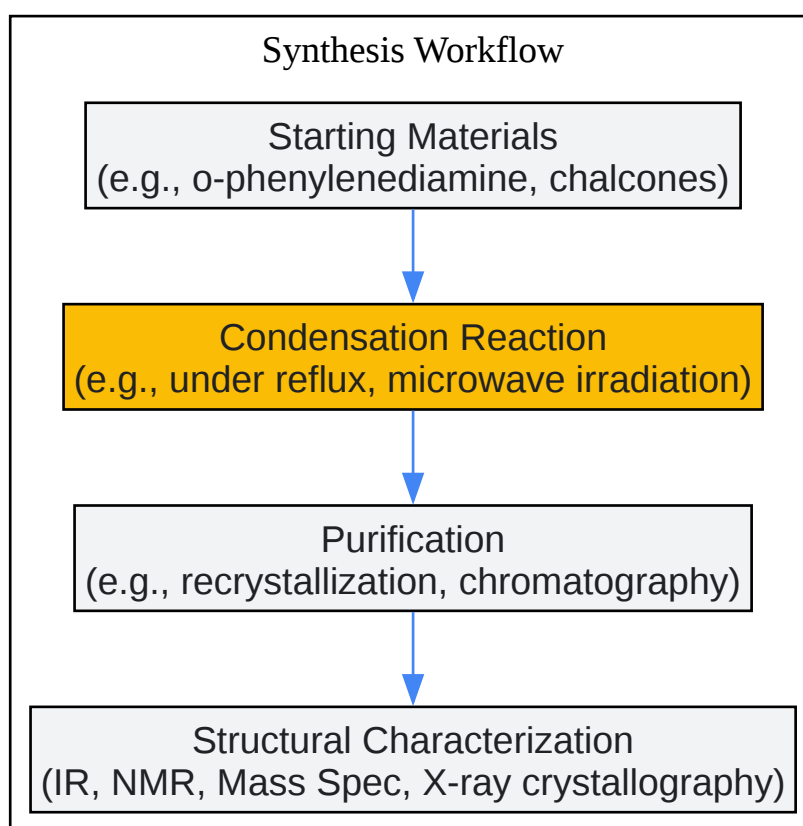 Synthesis Workflow
Starting Materials
(e.g., o-phenylenediamine, chalcones)
Condensation Reaction
(e.g., under reflux, microwave irradiation)
Purification
(e.g., recrystallization, chromatography)
Structural Characterization
(IR, NMR, Mass Spec, X-ray crystallography)